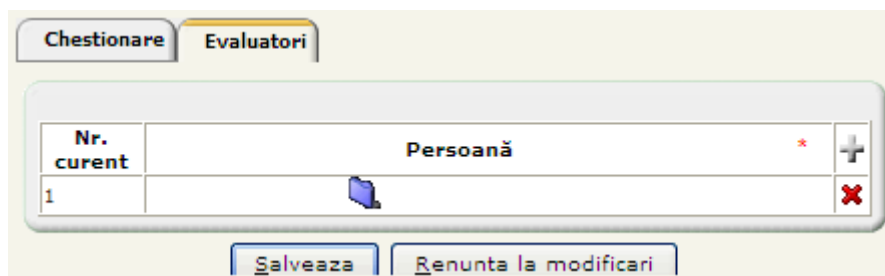 Chestionare Evaluatori
Nr. curent Persoană *
1
Salveaza Renunta la modificari